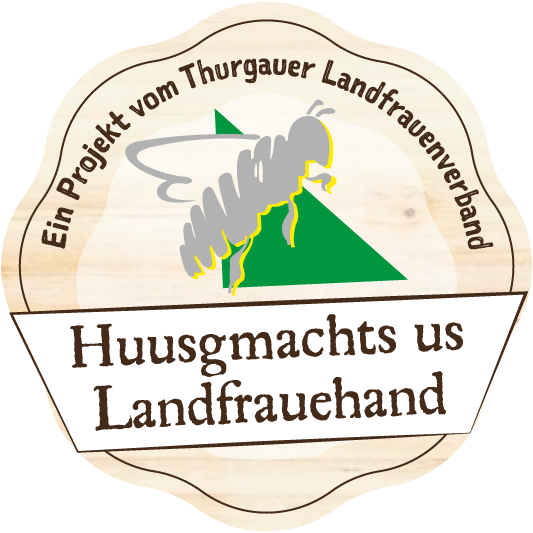 Ein Projekt vom Thurgauer Landfrauenverband
Huusgmachts us
Landfrauehand